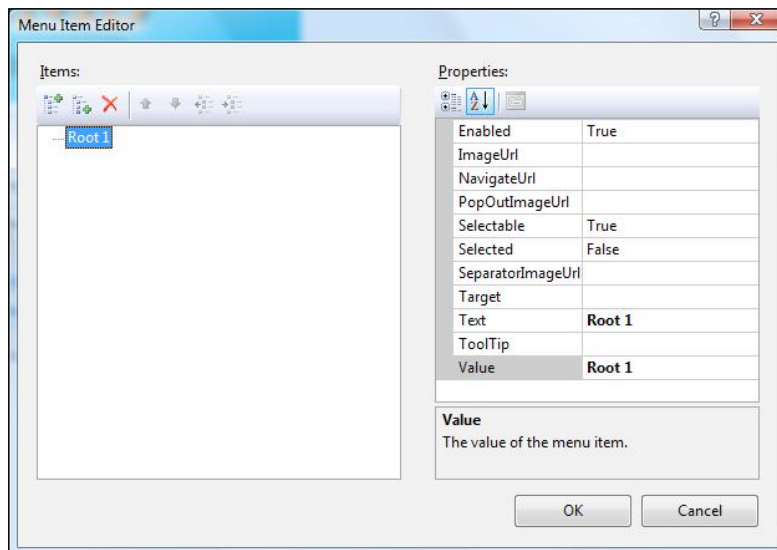 Menu Item Editor
Items:
Properties:
Root 1
Enabled True
ImageUrl
NavigateUrl
PopOutImageUrl
Selectable True
Selected False
SeparatorImageUrl
Target
Text Root 1
ToolTip
Value Root 1
Value
The value of the menu item.
OK Cancel